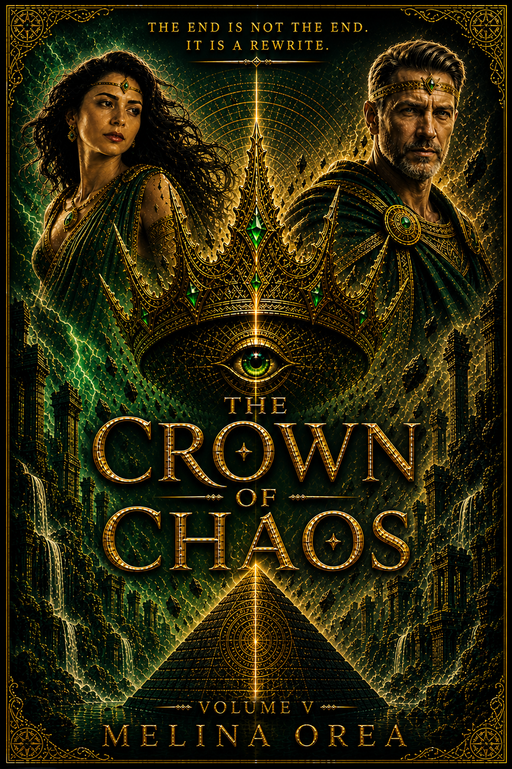 THE END IS NOT THE END.
IT IS A REWRITE.
THE
CROWN
OF
CHAOS
VOLUME V
MELINA OREA